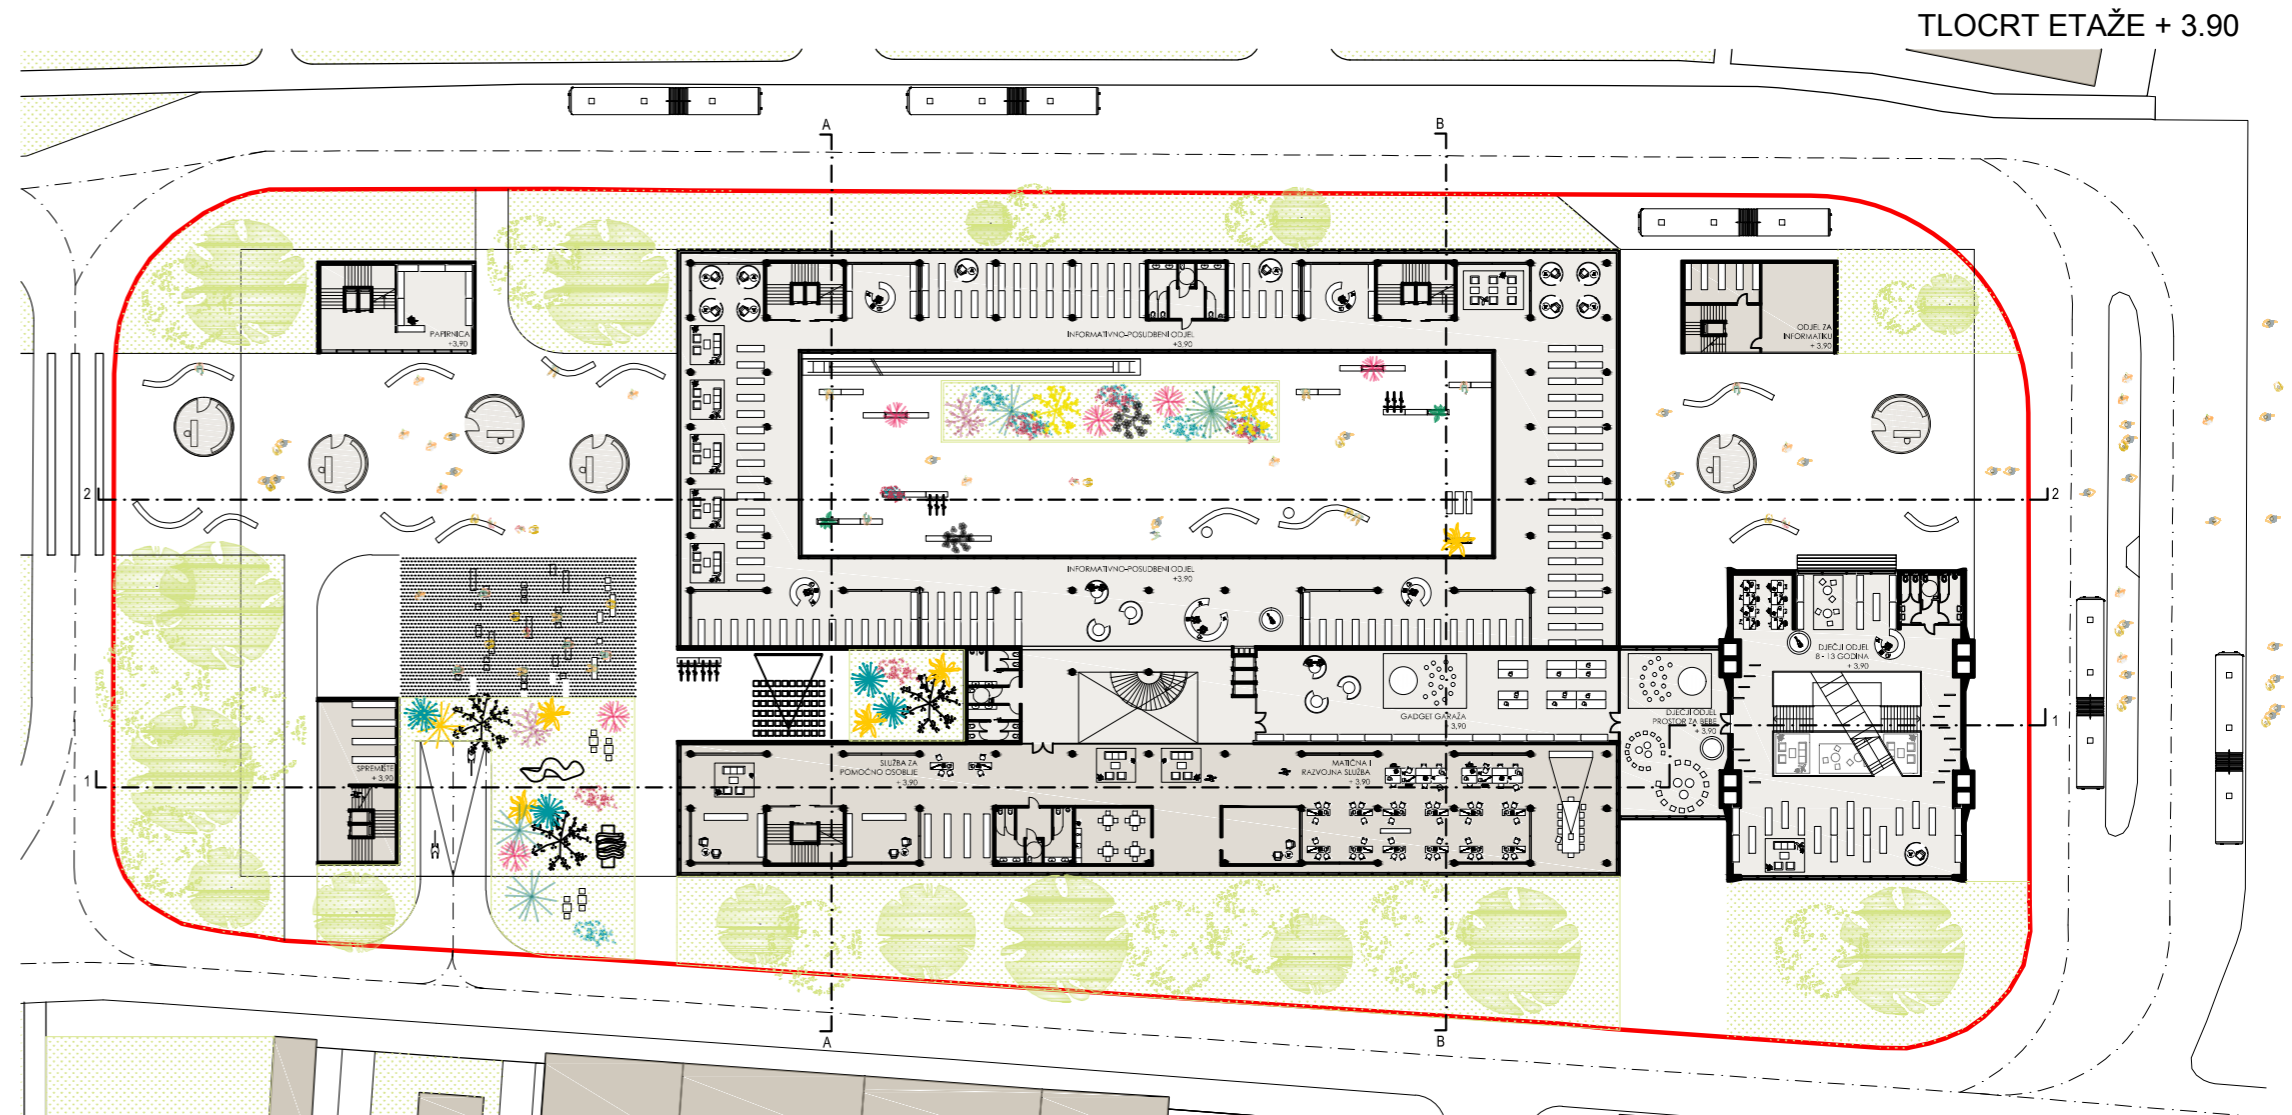 TLOCRT ETAŽE + 3.90
A
B
PAPIRNICA
+3,90
INFORMATIVNO-POSUDBENI ODJEL
+3,90
ODJEL ZA
INFORMATIKU
+ 3,90
2
2
INFORMATIVNO-POSUDBENI ODJEL
+3,90
DJEČJI ODJEL
8 - 13 GODINA
+ 3,90
GADGET GARAŽA
+ 3,90
DJEČJI ODJEL
PROSTOR ZA BEBE
+ 3,90
1
SPREMIŠTE
+ 3,90
SLUŽBA ZA
POMOĆNO OSOBLJE
+ 3,90
MATIČNA I
RAZVOJNA SLUŽBA
+ 3,90
1
A
B